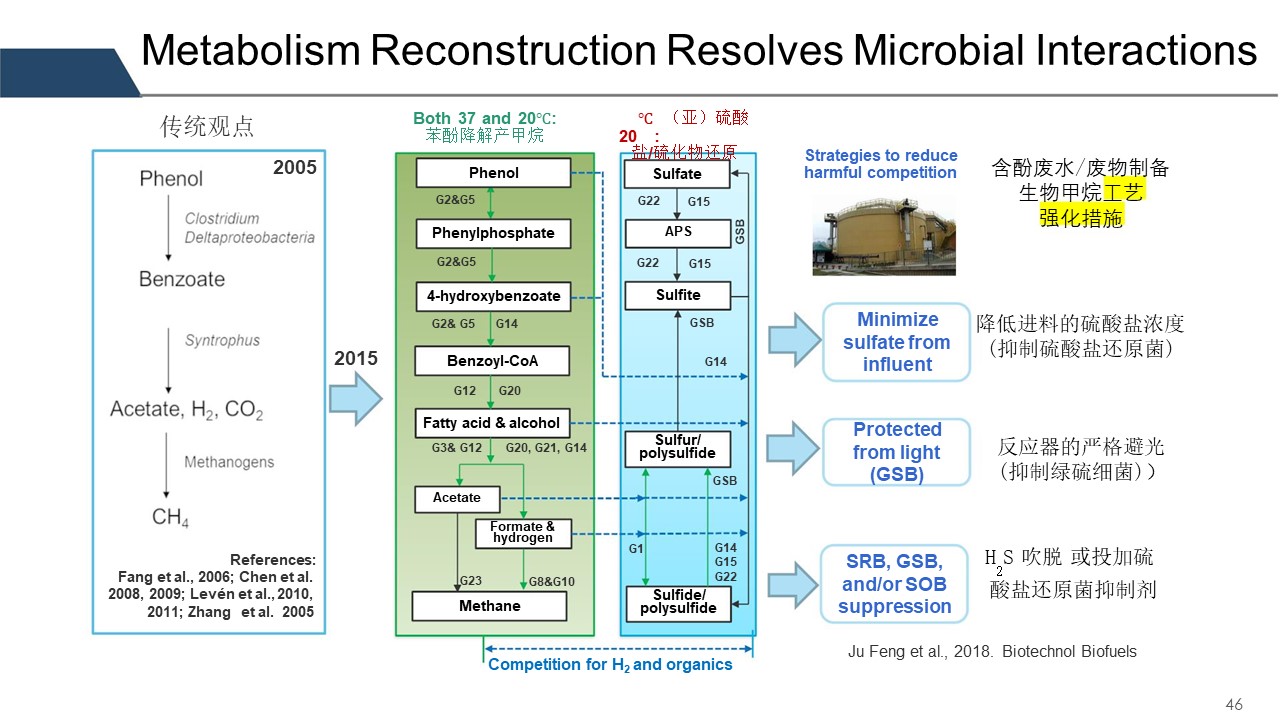 Metabolism Reconstruction Resolves Microbial Interactions
传统观点
2005
Phenol
Clostridium
Deltaproteobacteria
Benzoate
Syntrophus
Acetate, H2, CO2
Methanogens
CH4
References:
Fang et al., 2006; Chen et al.
2008, 2009; Levén et al., 2010,
2011; Zhang et al. 2005
2015
Both 37 and 20℃:
苯酚降解产甲烷
Phenol
G2&G5
Phenylphosphate
G2&G5
4-hydroxybenzoate
G2& G5 G14
Benzoyl-CoA
G12 G20
Fatty acid & alcohol
G3& G12 G20, G21, G14
Acetate
Formate &
hydrogen
G23 G8&G10
Methane
℃ （亚）硫酸
20 :
盐/硫化物还原
Sulfate
G22 G15
APS
GSB
G22 G15
Sulfite
GSB
G14
Sulfur/
polysulfide
GSB
G1
G14
G15
G22
Sulfide/
polysulfide
Competition for H2 and organics
Strategies to reduce
harmful competition
含酚废水/废物制备
生物甲烷工艺
强化措施
Minimize
sulfate from
influent
降低进料的硫酸盐浓度
(抑制硫酸盐还原菌)
Protected
from light
(GSB)
反应器的严格避光
(抑制绿硫细菌)）
SRB, GSB,
and/or SOB
suppression
H2S 吹脱 或投加硫
酸盐还原菌抑制剂
Ju Feng et al., 2018. Biotechnol Biofuels
46